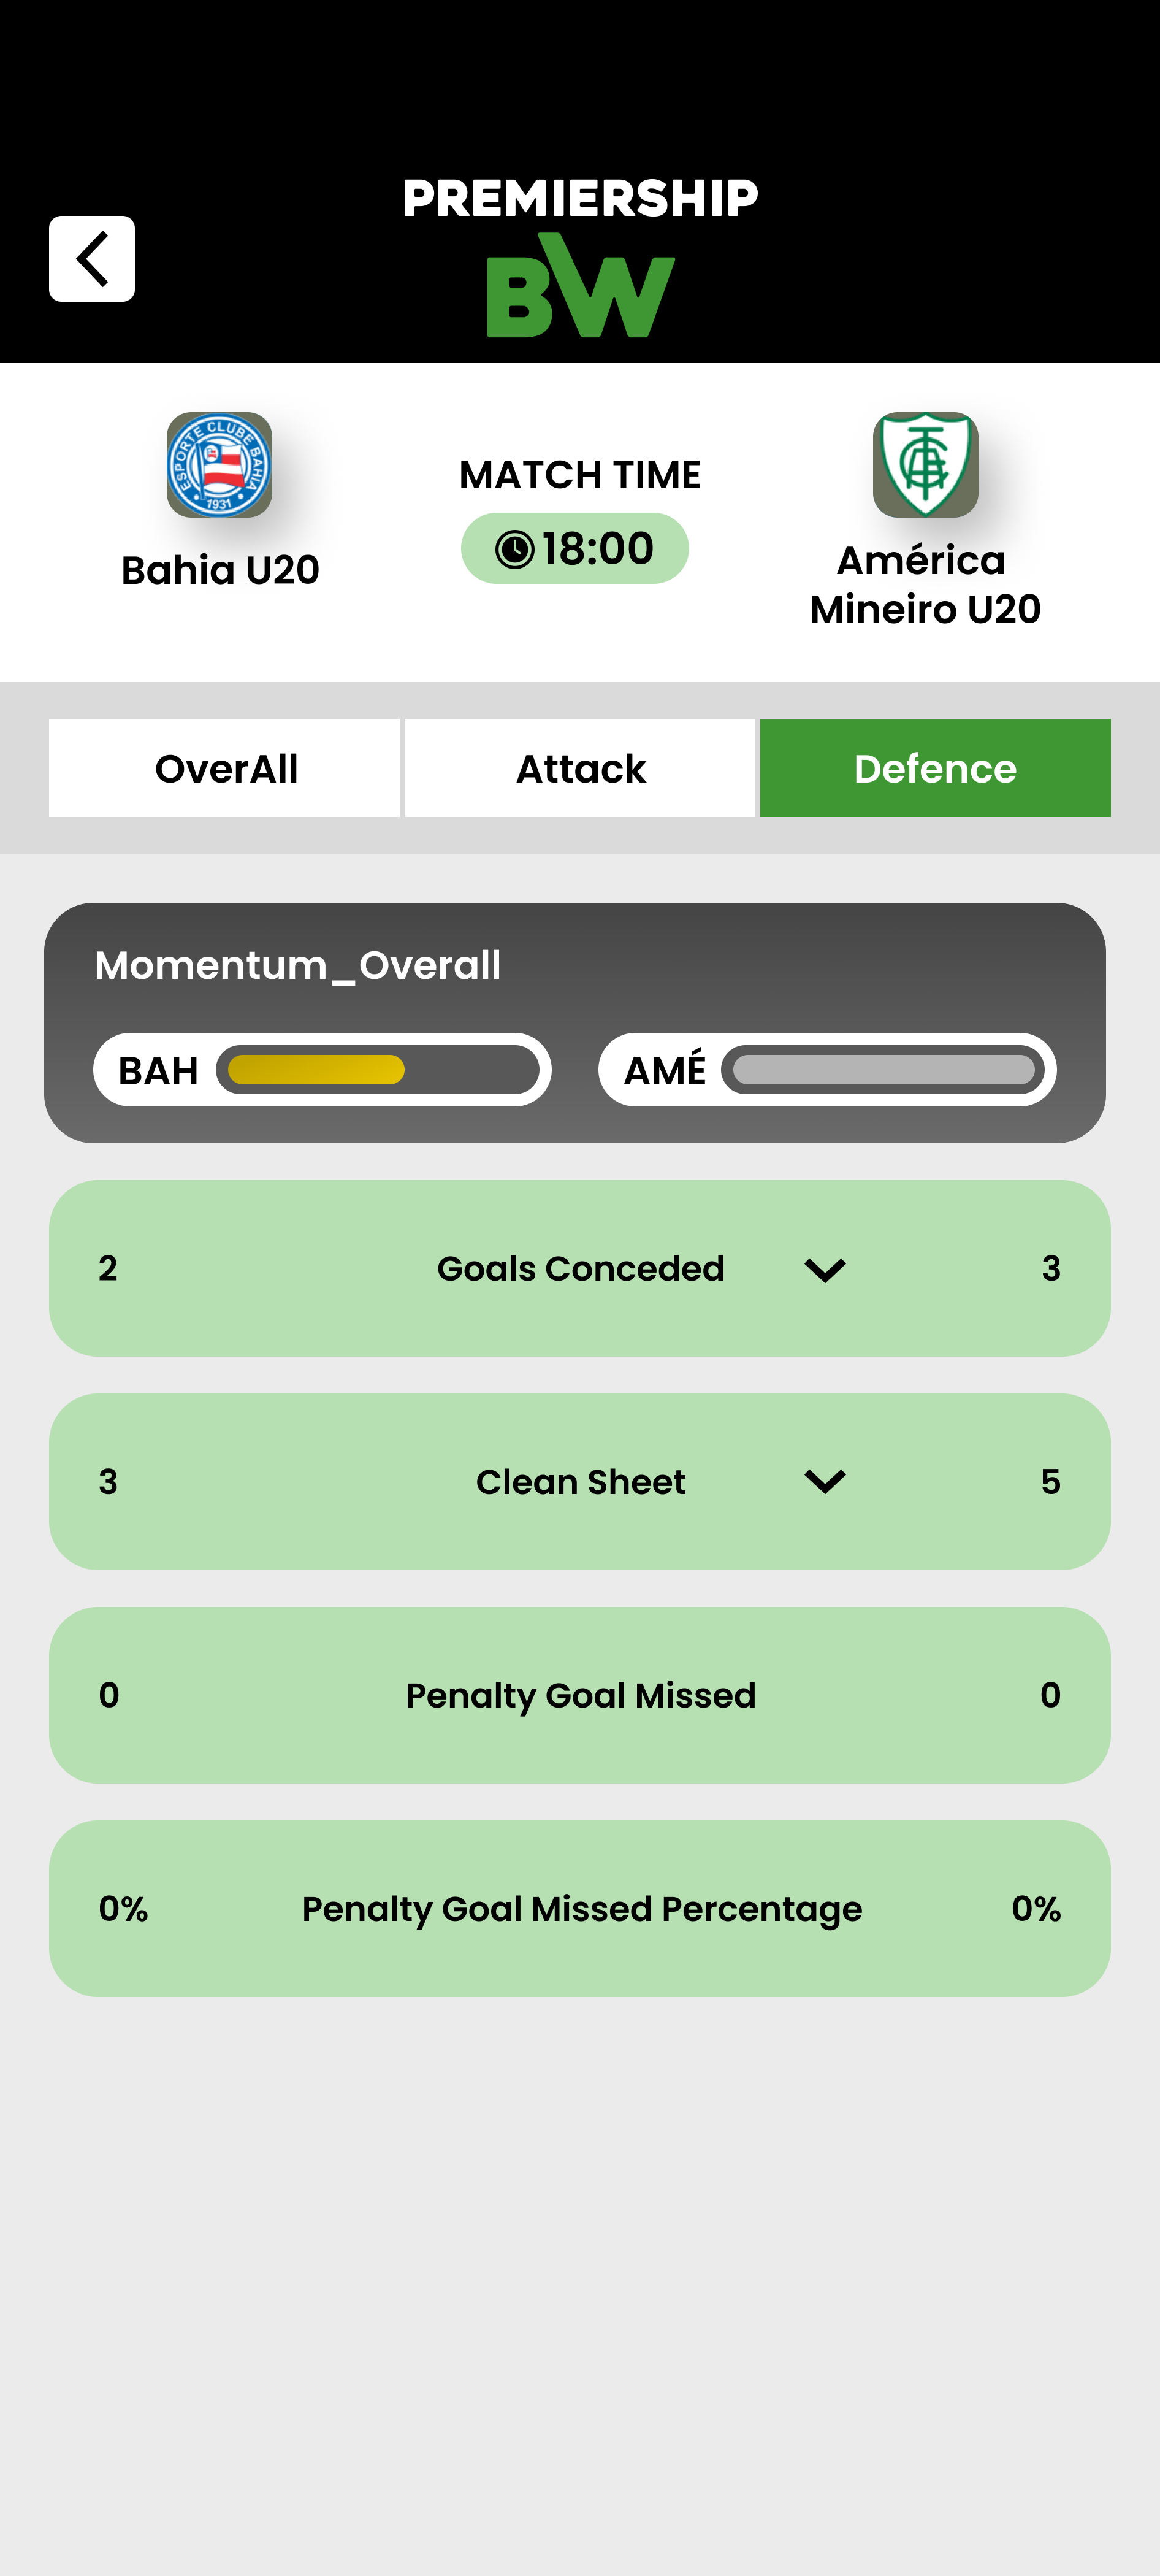 PREMIERSHIP
BW
ESPORTE CLUBE BAHIA
1931
Bahia U20
MATCH TIME
18:00
América
Mineiro U20
OverAll
Attack
Defence
Momentum_Overall
BAH
AMÉ
2 Goals Conceded 3
3 Clean Sheet 5
0 Penalty Goal Missed 0
0% Penalty Goal Missed Percentage 0%